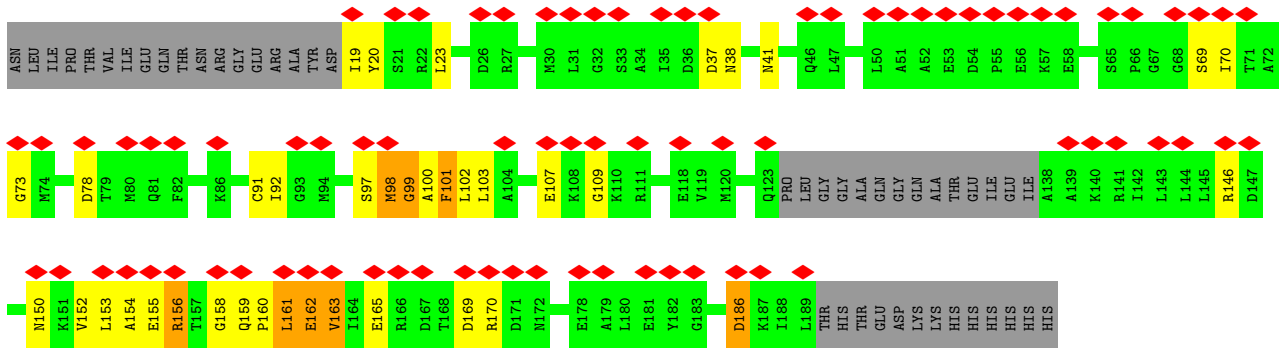 ASN LEU ILE PRO THR VAL ILE GLU GLN THR ASN ARG GLY GLU ARG ALA TYR ASP I19 Y20 S21 R22 L23 D26 R27 M30 L31 G32 S33 A34 I35 D36 D37 N38 N41 Q46 L47 L50 A51 A52 E53 D54 P55 E56 K57 E58 S65 P66 G67 G68 S69 I70 T71 A72
G73 M74 D78 T79 M80 Q81 F82 K86 C91 I92 G93 M94 S97 M98 G99 A100 F101 L102 L103 A104 E107 K108 G109 K110 R111 E118 V119 M120 Q123 PRO LEU GLY GLY ALA GLN GLY GLN ALA THR GLU ILE GLU ILE A138 A139 K140 R141 I142 L143 L144 L145 R146 D147
N150 K151 V152 L153 A154 E155 R156 T157 G158 Q159 P160 L161 E162 V163 I164 E165 R166 D167 T168 D169 R170 D171 N172 E178 A179 L180 E181 Y182 G183 D186 K187 I188 L189 THR HIS THR GLU ASP LYS LYS HIS HIS HIS HIS HIS HIS